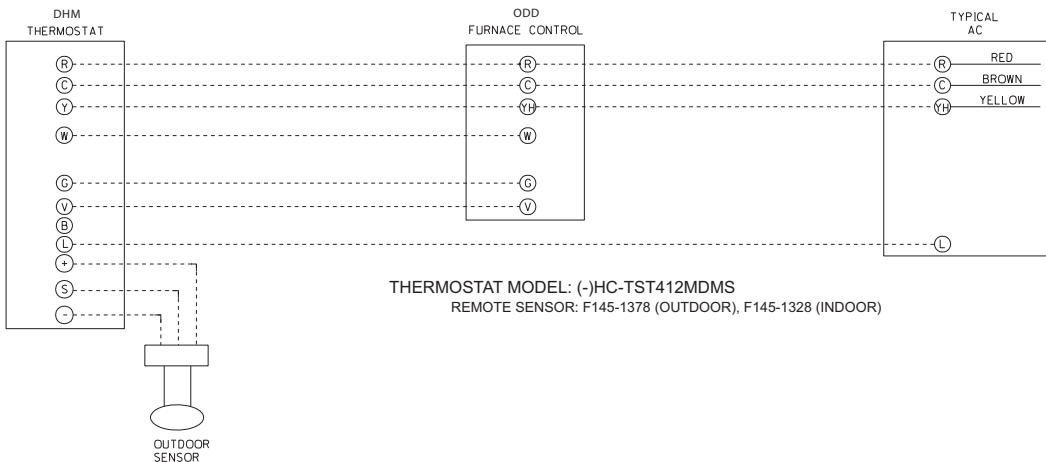 DHM
THERMOSTAT
ODD
FURNACE CONTROL
TYPICAL
AC
R R R RED
C C C BROWN
Y YH YH YELLOW
W W
G G
V V
B
L L
+
S
-
THERMOSTAT MODEL: (-)HC-TST412MDMS
REMOTE SENSOR: F145-1378 (OUTDOOR), F145-1328 (INDOOR)
OUTDOOR
SENSOR